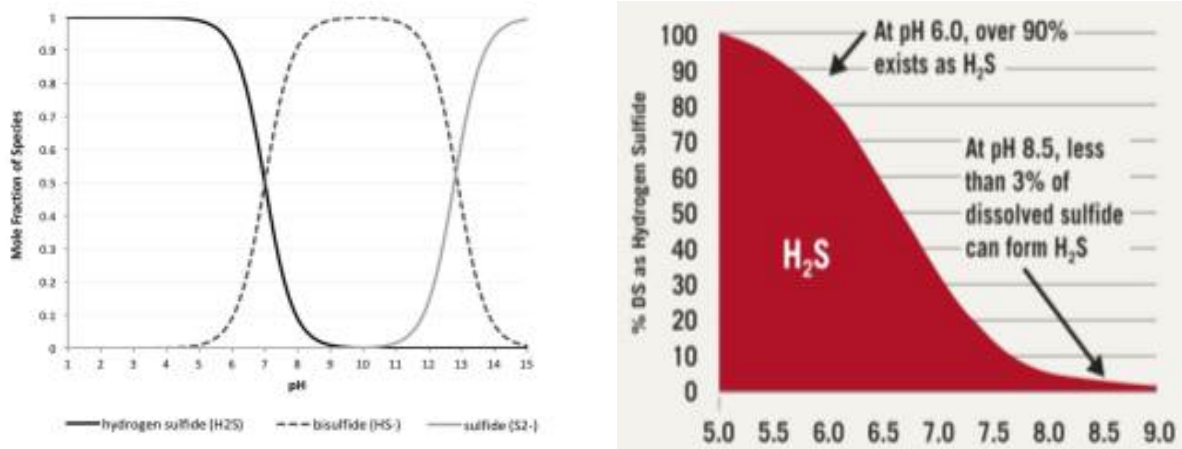 1
0.9
0.8
0.7
0.6
0.5
0.4
0.3
0.2
0.1
0
Mole Fraction of Species
1 2 3 4 5 6 7 8 9 10 11 12 13 14 15
pH
hydrogen sulfide (H2S) bisulfide (HS-) sulfide (S2-)
100
90
80
70
60
50
40
30
20
10
0
% DS as Hydrogen Sulfide
At pH 6.0, over 90%
exists as H₂S
At pH 8.5, less
than 3% of
dissolved sulfide
can form H₂S
H₂S
5.0 5.5 6.0 6.5 7.0 7.5 8.0 8.5 9.0